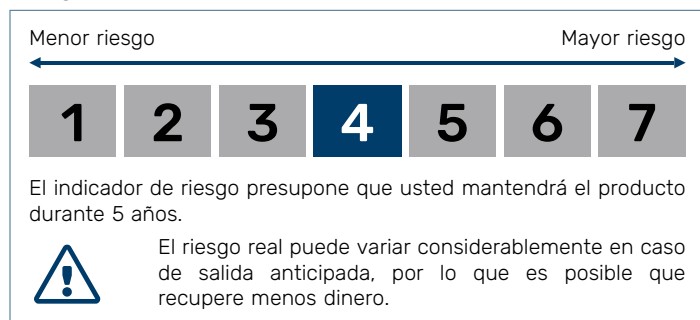 Menor riesgo Mayor riesgo
1 2 3 4 5 6 7
El indicador de riesgo presupone que usted mantendrá el producto
durante 5 años.
El riesgo real puede variar considerablemente en caso
de salida anticipada, por lo que es posible que
recupere menos dinero.